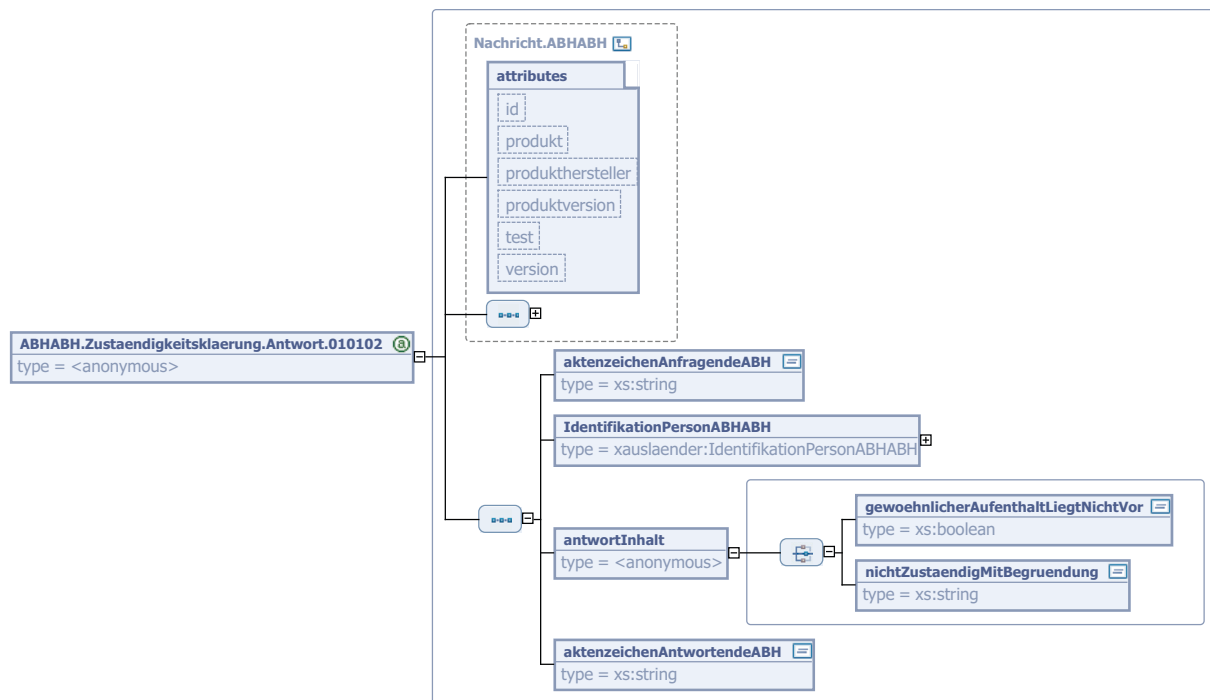 Nachricht.ABHABH
attributes
id
produkt
produkthersteller
produktversion
test
version
ABHABH.Zustaendigkeitsklaerung.Antwort.010102 a
type = <anonymous>
aktenzeichenAnfragendeABH
type = xs:string
IdentifikationPersonABHABH
type = xauslaender:IdentifikationPersonABHABH
antwortInhalt
type = <anonymous>
gewoehnlicherAufenthaltLiegtNichtVor
type = xs:boolean
nichtZustaendigMitBegruendung
type = xs:string
aktenzeichenAntwortendeABH
type = xs:string